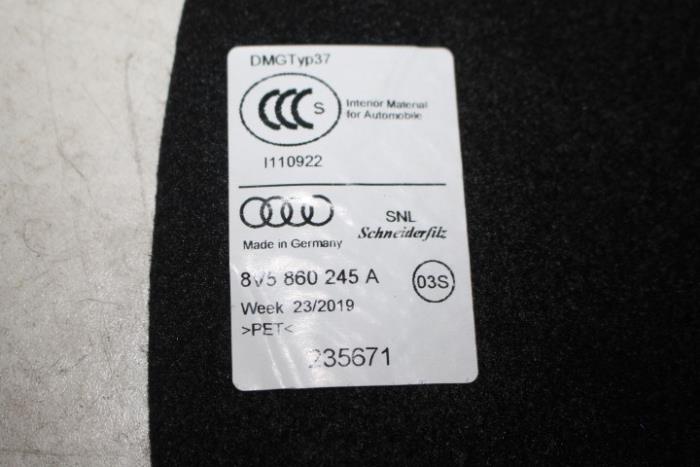 DMGTyp37
CCC S
Interior Material
for Automobile
I110922
Made in Germany
SNL
Schneiderfilz
8V5 860 245 A
03S
Week 23/2019
>PET<
235671